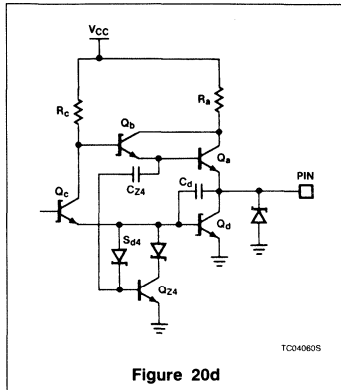 VCC
Rc
Ra
Qb
Qa
CZ4
Cd
PIN
Qc
Qd
Sd4
QZ4
TC04060S
Figure 20d